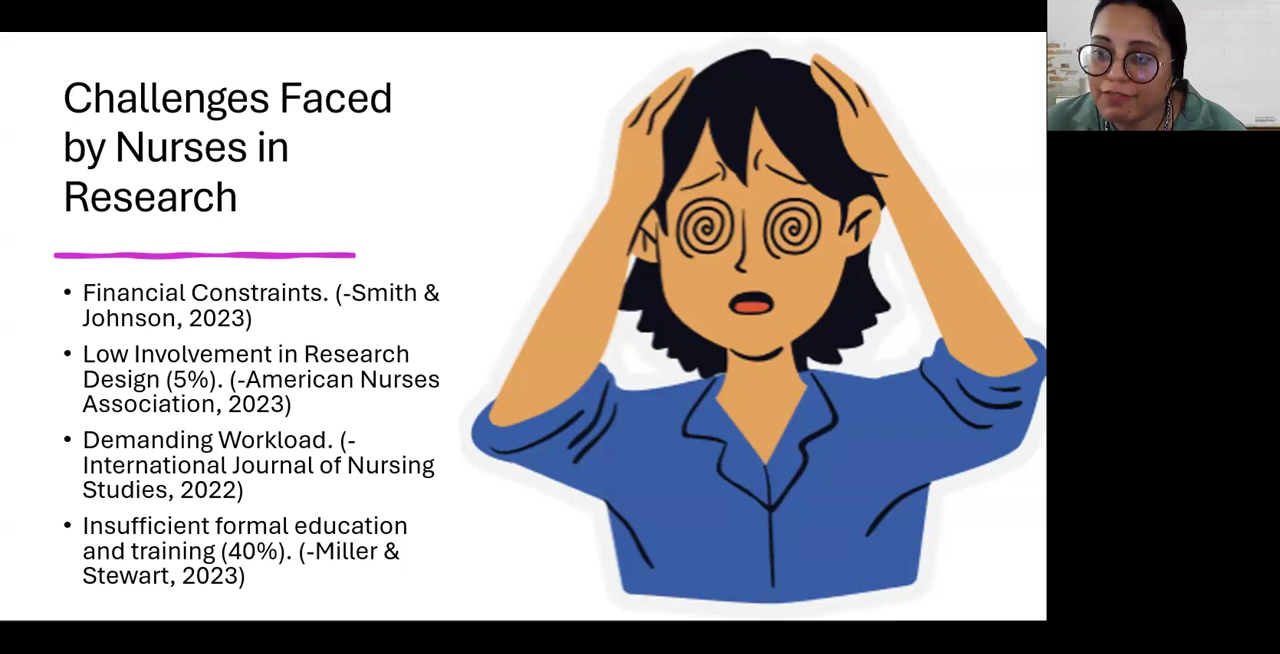 Challenges Faced
by Nurses in
Research
• Financial Constraints. (-Smith &
Johnson, 2023)
• Low Involvement in Research
Design (5%). (-American Nurses
Association, 2023)
• Demanding Workload. (-
International Journal of Nursing
Studies, 2022)
• Insufficient formal education
and training (40%). (-Miller &
Stewart, 2023)